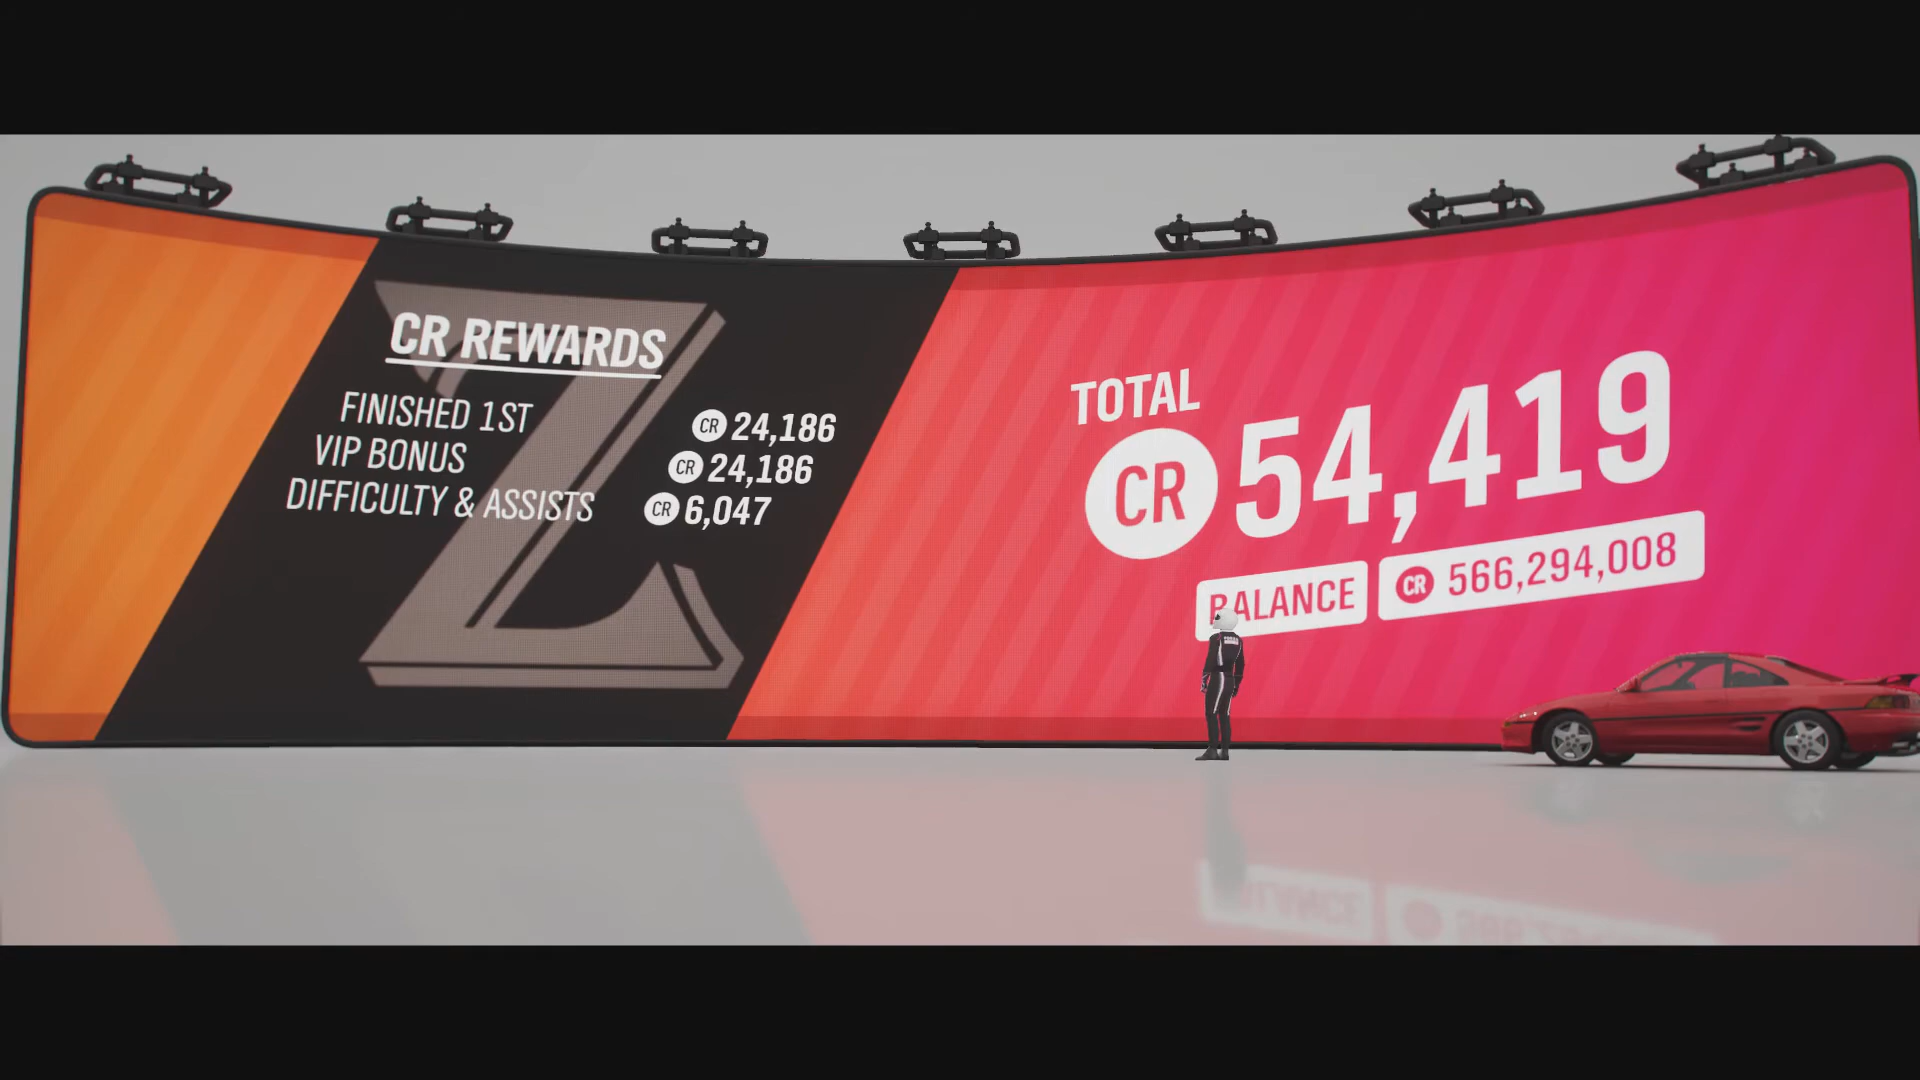 CR REWARDS
FINISHED 1ST CR 24,186
VIP BONUS CR 24,186
DIFFICULTY & ASSISTS CR 6,047
Z
TOTAL
CR 54,419
BALANCE CR 566,294,008